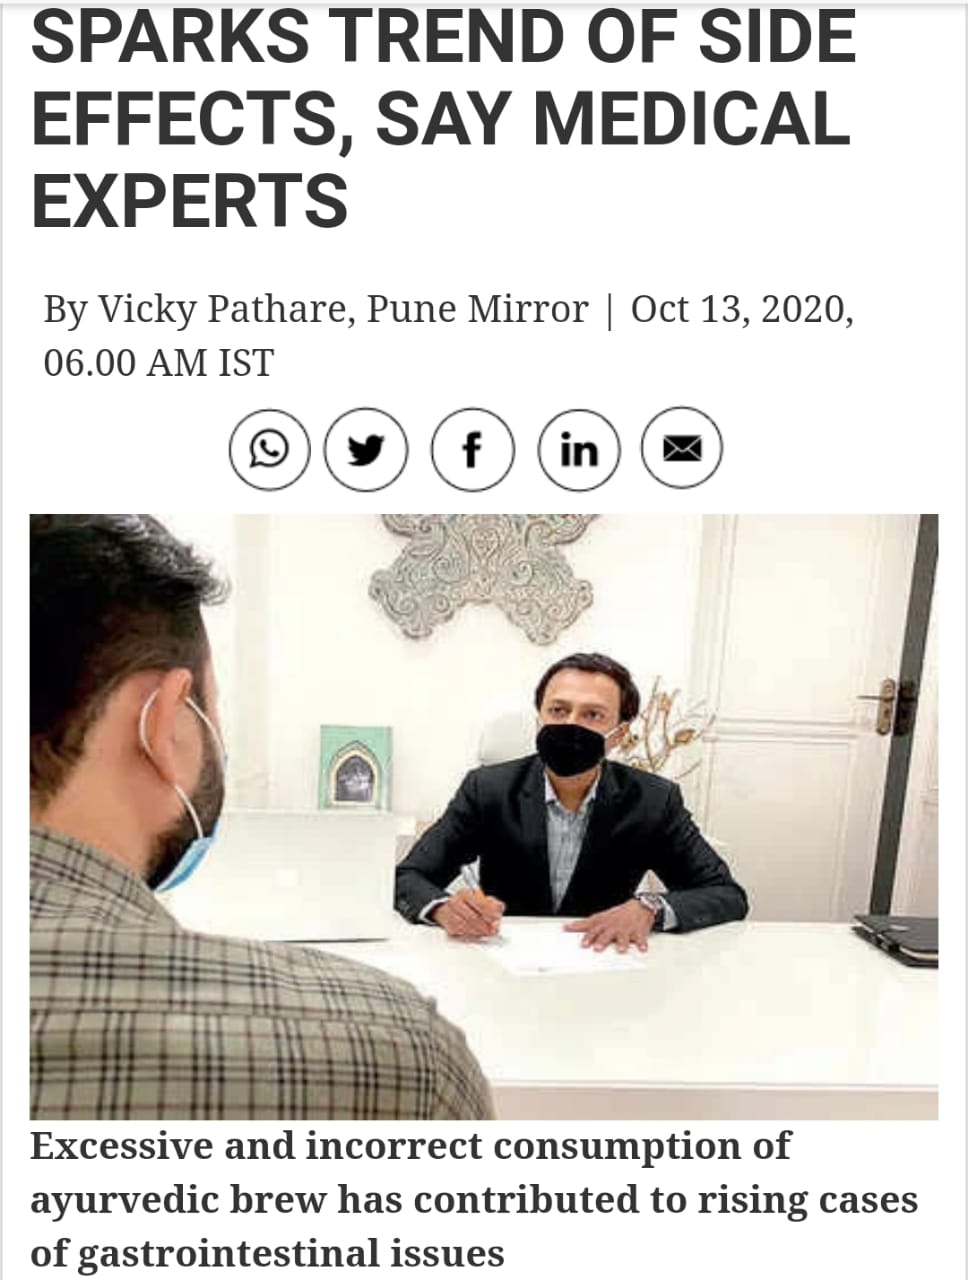 SPARKS TREND OF SIDE
EFFECTS, SAY MEDICAL
EXPERTS
By Vicky Pathare, Pune Mirror | Oct 13, 2020,
06.00 AM IST
Excessive and incorrect consumption of
ayurvedic brew has contributed to rising cases
of gastrointestinal issues